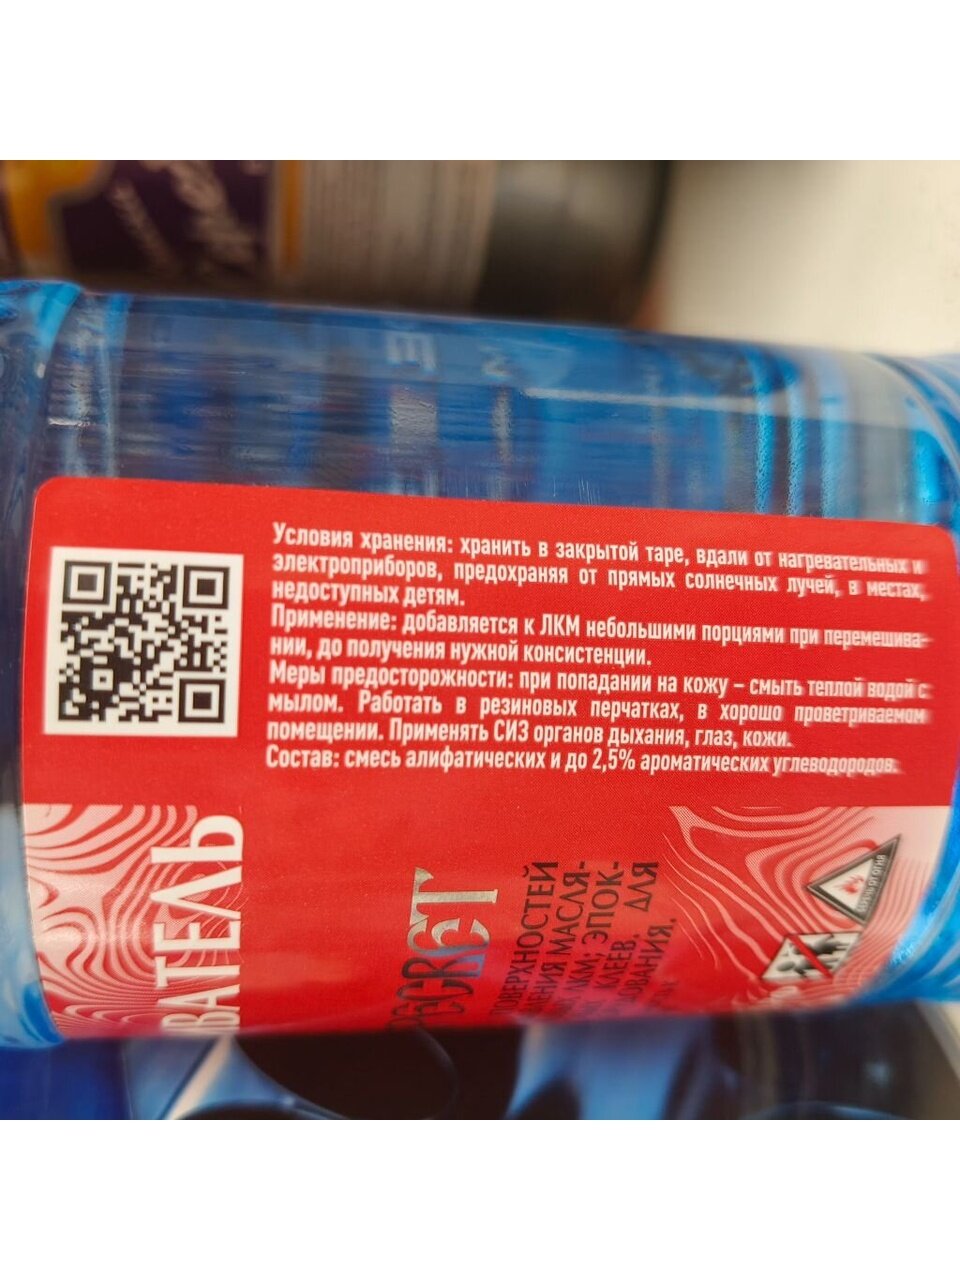 Условия хранения: хранить в закрытой таре, вдали от нагревательных и
электроприборов, предохраняя от прямых солнечных лучей, в местах,
недоступных детям.
Применение: добавляется к ЛКМ небольшими порциями при перемешива-
нии, до получения нужной консистенции.
Меры предосторожности: при попадании на кожу – смыть теплой водой с
мылом. Работать в резиновых перчатках, в хорошо проветриваемом
помещении. Применять СИЗ органов дыхания, глаз, кожи.
Состав: смесь алифатических и до 2,5% ароматических углеводородов.
ВАТЕЛЬ
ПОВЕРХНОСТЕЙ
ЛЕНИЯ МАСЛЯ-
ЛКМ; ЭПОК-
КЛЕЕВ. ДЛЯ
ОВАНИЯ.